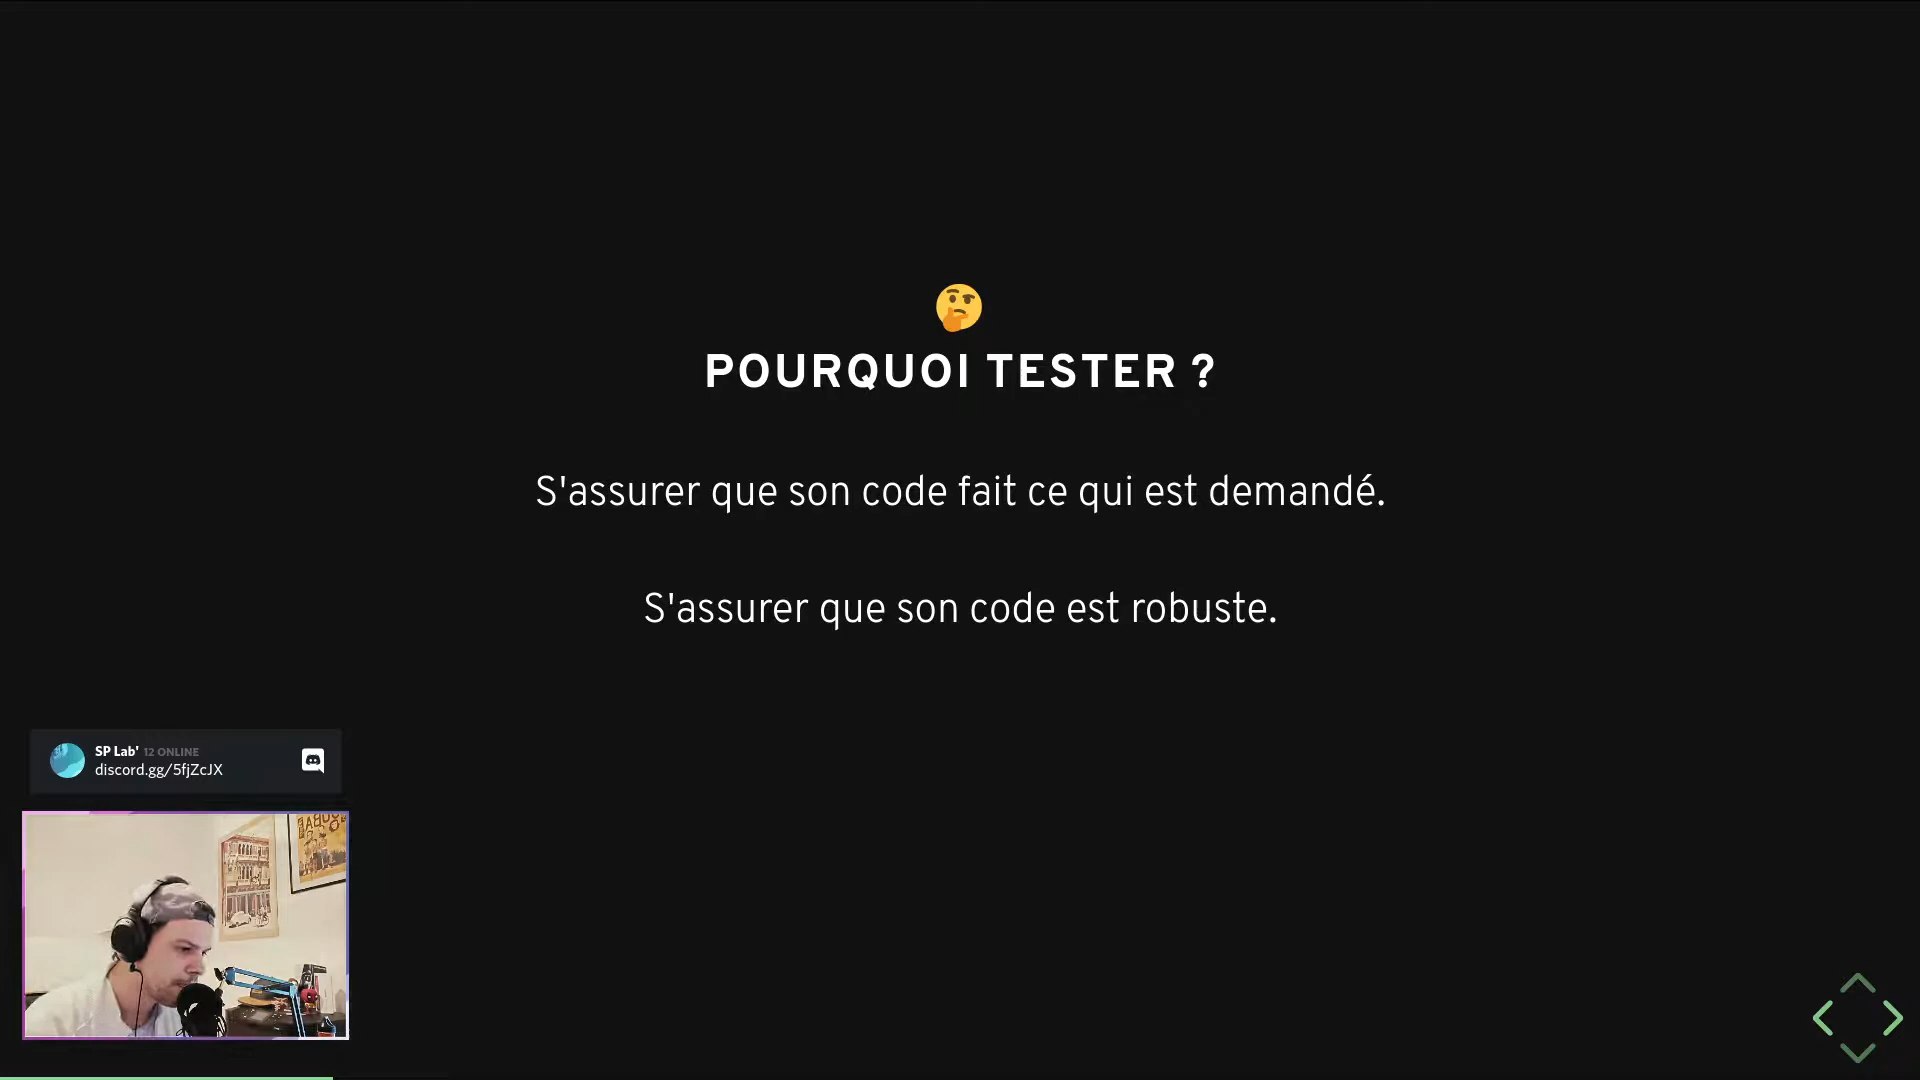 POURQUOI TESTER ?
S'assurer que son code fait ce qui est demandé.
S'assurer que son code est robuste.
SP Lab' 12 ONLINE
discord.gg/5fjZcJX